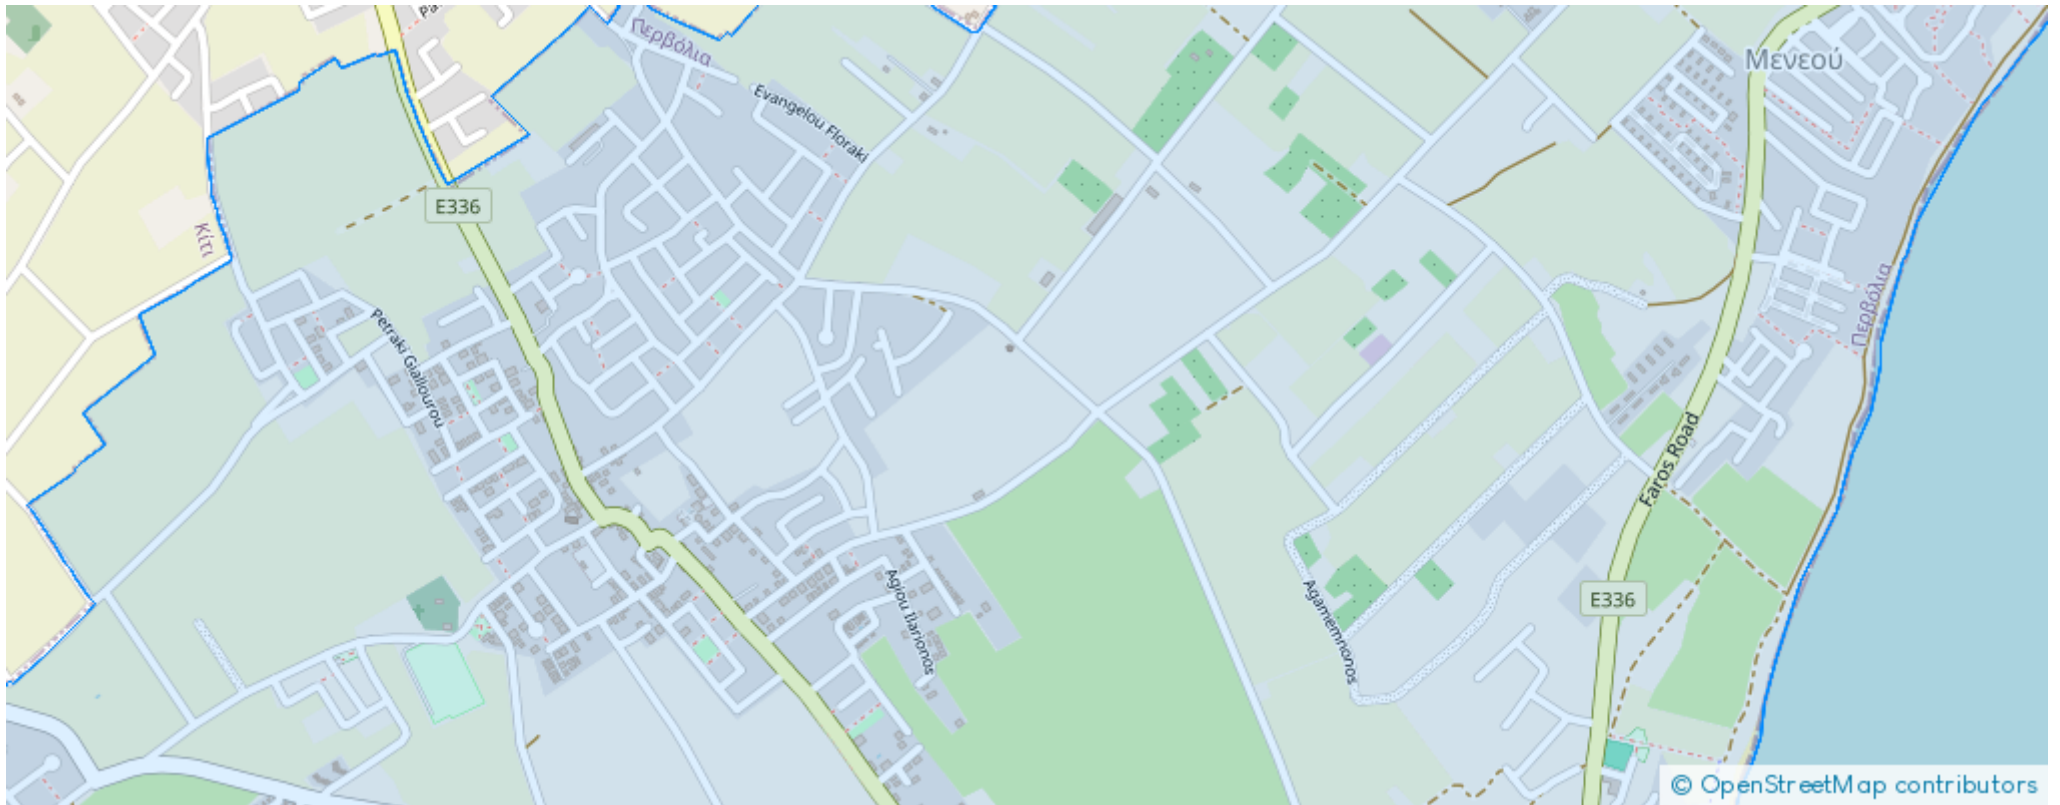 Περβόλια
Evangelou Floraki
Μενεού
E336
Κίτι
Petraki Giallourou
Περβόλια
Faros Road
Agiou Ilarionos
Agamemnonos
E336
© OpenStreetMap contributors